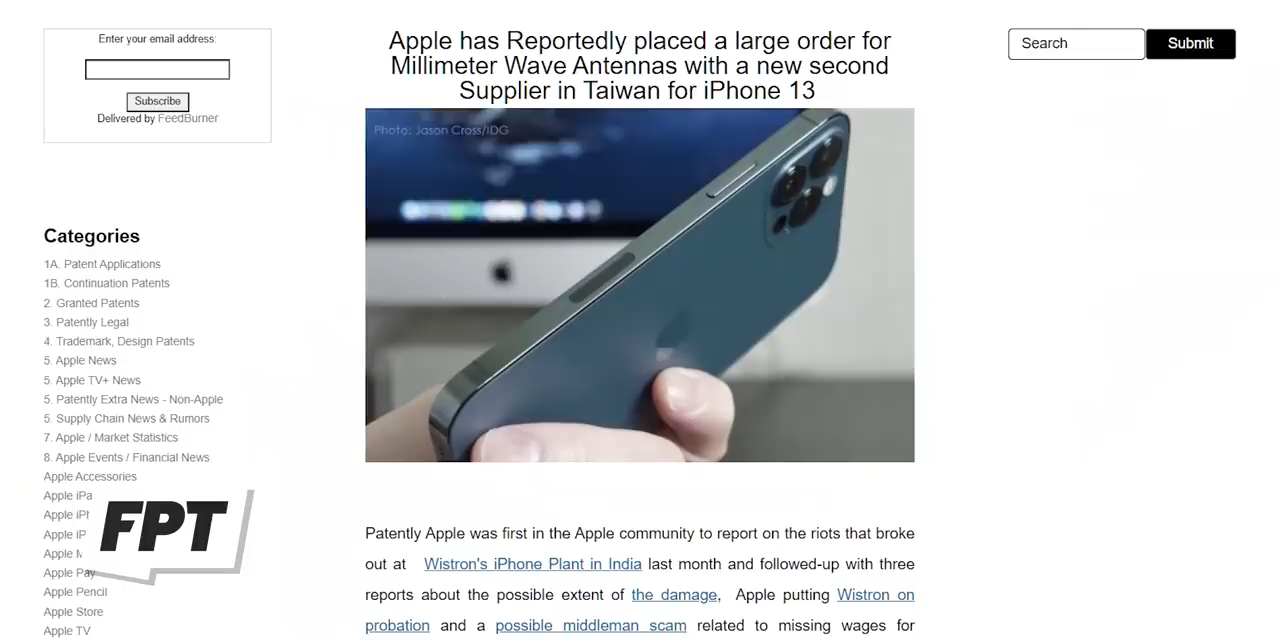 Enter your email address:
Subscribe
Delivered by FeedBurner
Categories
1A. Patent Applications
1B. Continuation Patents
2. Granted Patents
3. Patently Legal
4. Trademark, Design Patents
5. Apple News
5. Apple TV+ News
5. Patently Extra News - Non-Apple
5. Supply Chain News & Rumors
7. Apple / Market Statistics
8. Apple Events / Financial News
Apple Accessories
Apple
Apple
Apple
Apple
Apple Pay
Apple Pencil
Apple Store
Apple TV
FPT
Apple has Reportedly placed a large order for
Millimeter Wave Antennas with a new second
Supplier in Taiwan for iPhone 13
Photo: Jason Cross/IDG
Patently Apple was first in the Apple community to report on the riots that broke
out at Wistron's iPhone Plant in India last month and followed-up with three
reports about the possible extent of the damage, Apple putting Wistron on
probation and a possible middleman scam related to missing wages for
Search
Submit